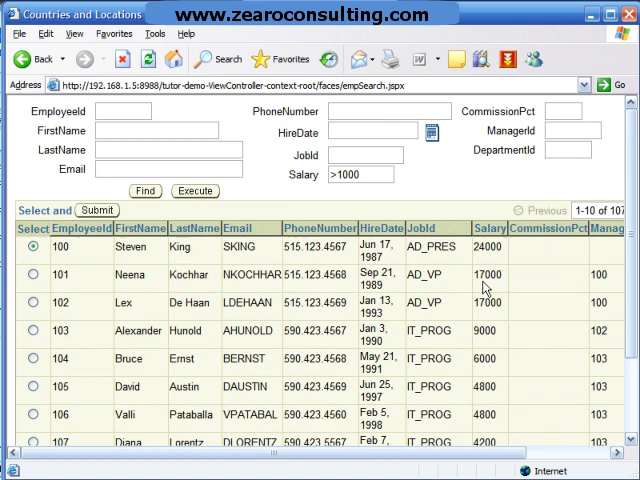 Countries and Locations
www.zearoconsulting.com
File Edit View Favorites Tools Help
Back Search Favorites
Address http://192.168.1.5:8988/tutor-demo-ViewController-context-root/faces/empSearch.jspx Go
EmployeeId PhoneNumber CommissionPct
FirstName HireDate ManagerId
LastName JobId DepartmentId
Email Salary >1000
Find Execute
Select and Submit Previous 1-10 of 107
Select EmployeeId FirstName LastName Email PhoneNumber HireDate JobId Salary CommissionPct Manag
100 Steven King SKING 515.123.4567 Jun 17, 1987 AD_PRES 24000
101 Neena Kochhar NKOCHHAR 515.123.4568 Sep 21, 1989 AD_VP 17000 100
102 Lex De Haan LDEHAAN 515.123.4569 Jan 13, 1993 AD_VP 17000 100
103 Alexander Hunold AHUNOLD 590.423.4567 Jan 3, 1990 IT_PROG 9000 102
104 Bruce Ernst BERNST 590.423.4568 May 21, 1991 IT_PROG 6000 103
105 David Austin DAUSTIN 590.423.4569 Jun 25, 1997 IT_PROG 4800 103
106 Valli Pataballa VPATABAL 590.423.4560 Feb 5, 1998 IT_PROG 4800 103
107 Diana Lorentz DLORENTZ 590.423.5567 Feb 7, IT_PROG 4200 103
Internet